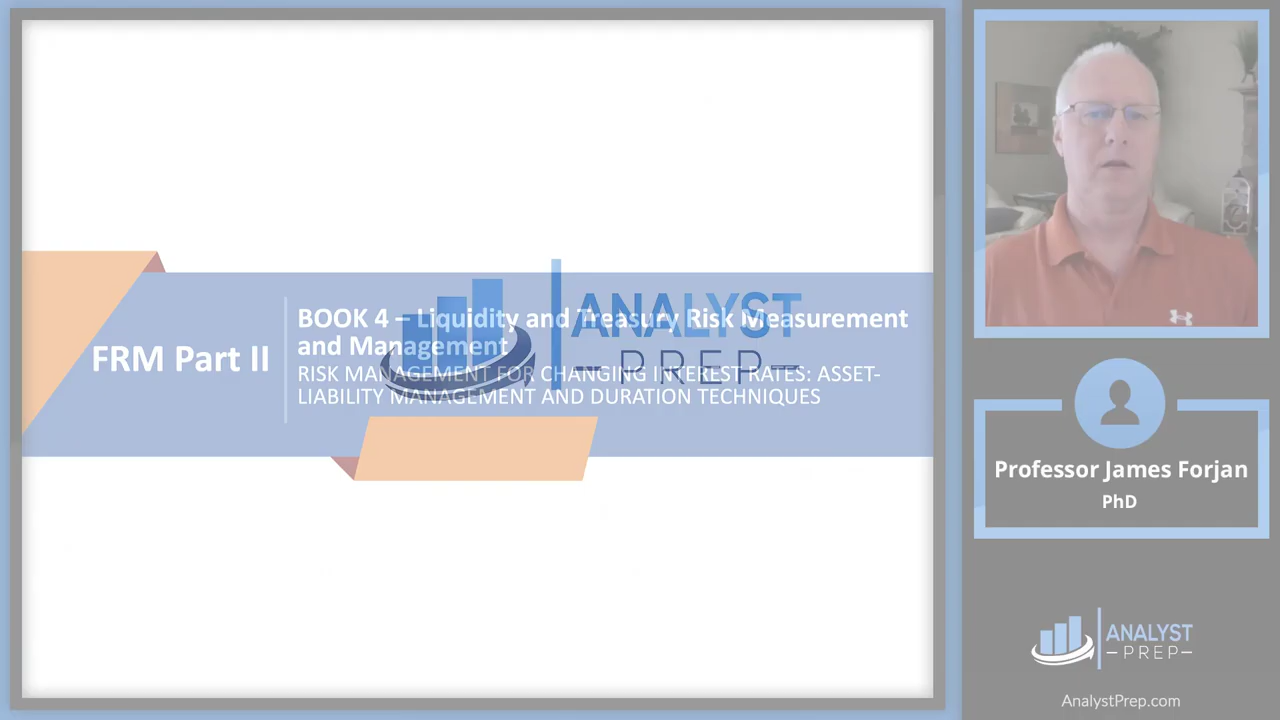 FRM Part II
BOOK 4 – Liquidity and Treasury Risk Measurement
and Management
RISK MANAGEMENT FOR CHANGING INTEREST RATES: ASSET-
LIABILITY MANAGEMENT AND DURATION TECHNIQUES
ANALYST
PREP
Professor James Forjan
PhD
ANALYST
PREP
AnalystPrep.com